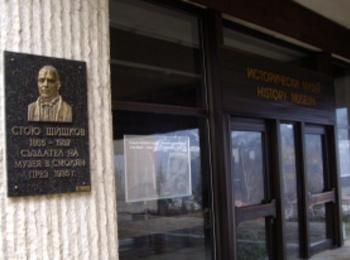 СТОЮ ШИШКОВ
1865 - 1937
СЪЗДАТЕЛ НА
МУЗЕЯ В СМОЛЯН
ПРЕЗ 1935 Г.
ИСТОРИЧЕСКИ МУЗЕЙ
HISTORY MUSEUM